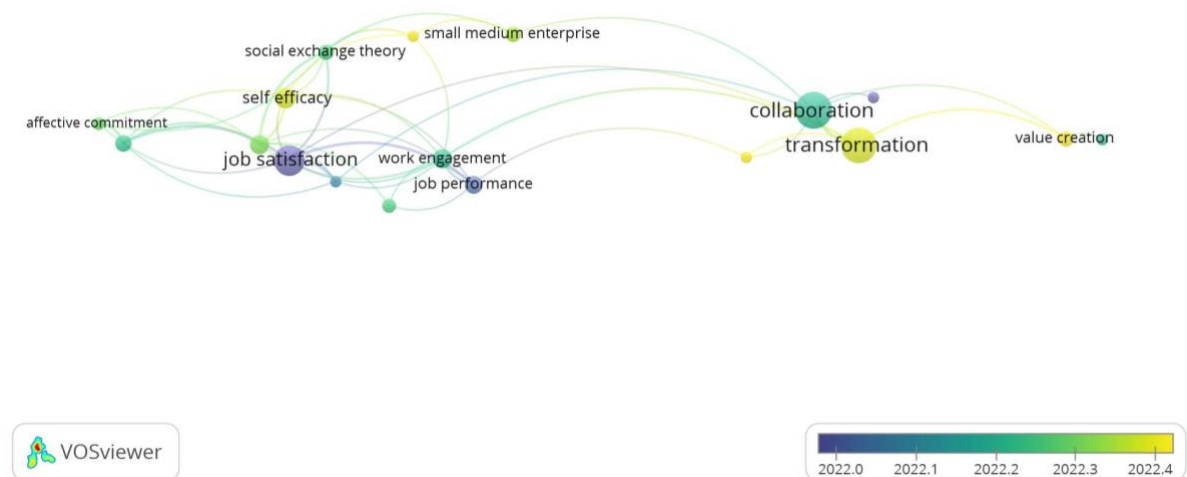 small medium enterprise
social exchange theory
self efficacy
collaboration
affective commitment
transformation
value creation
job satisfaction
work engagement
job performance
VOSviewer
2022.0 2022.1 2022.2 2022.3 2022.4